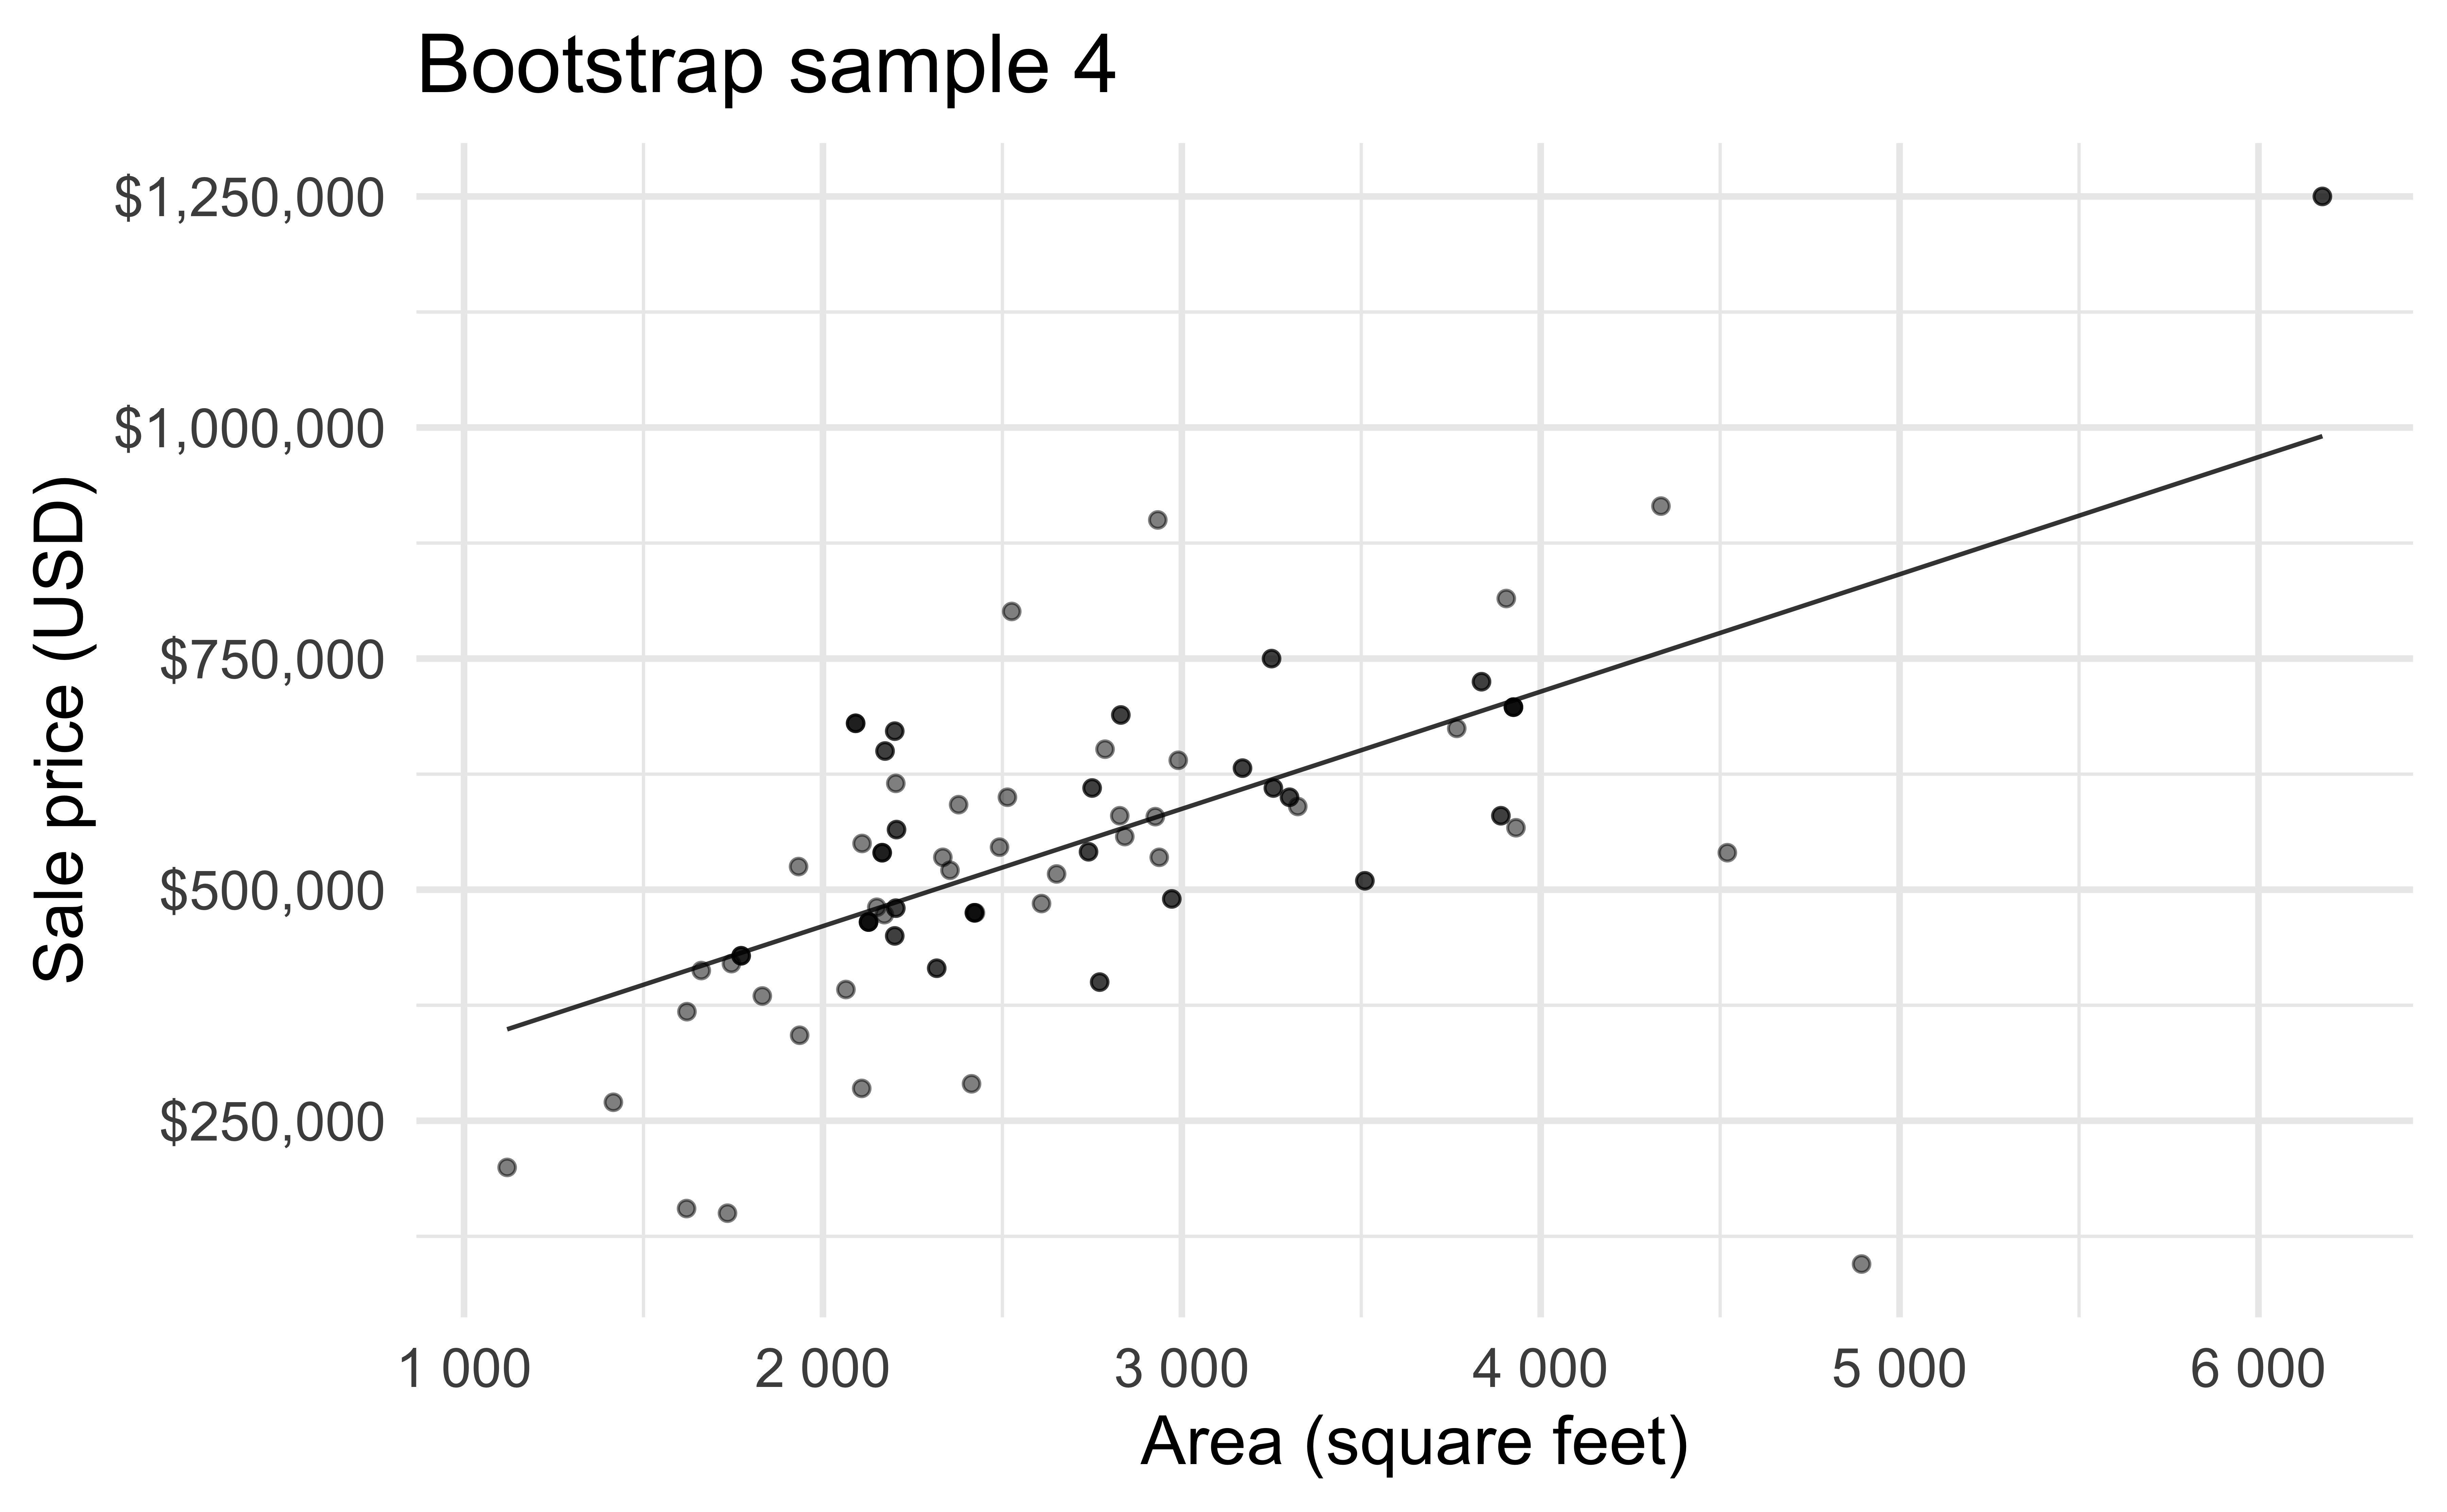 Bootstrap sample 4
$1,250,000
$1,000,000
$750,000
$500,000
$250,000
Sale price (USD)
1 000 2 000 3 000 4 000 5 000 6 000
Area (square feet)